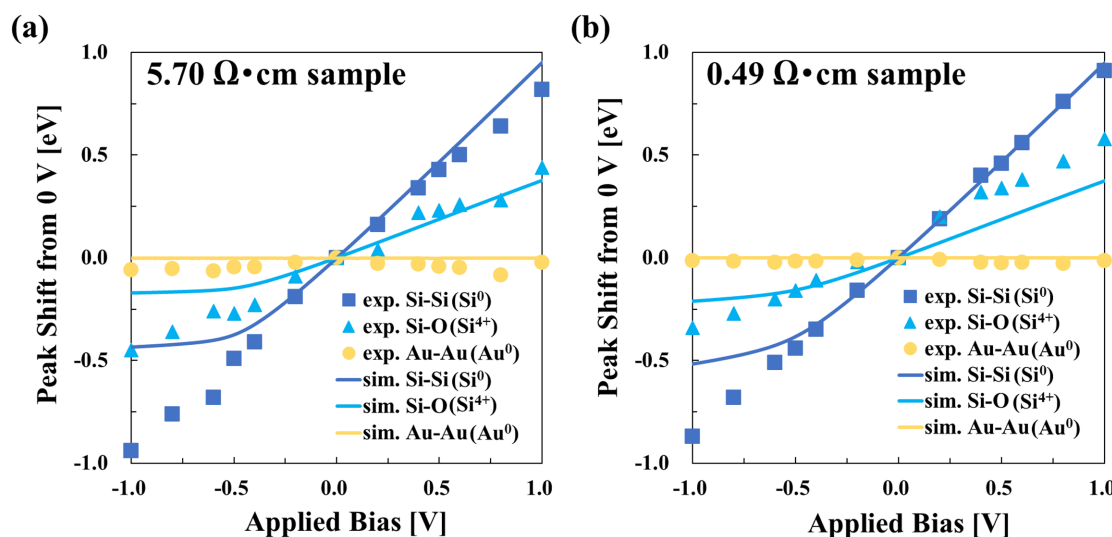 (a)
5.70 Ω•cm sample
Peak Shift from 0 V [eV]
1.0
0.5
0.0
-0.5
-1.0
exp. Si-Si (Si⁰)
exp. Si-O (Si⁴⁺)
exp. Au-Au (Au⁰)
sim. Si-Si (Si⁰)
sim. Si-O (Si⁴⁺)
sim. Au-Au (Au⁰)
-1.0 -0.5 0.0 0.5 1.0
Applied Bias [V]
(b)
0.49 Ω•cm sample
Peak Shift from 0 V [eV]
1.0
0.5
0.0
-0.5
-1.0
exp. Si-Si (Si⁰)
exp. Si-O (Si⁴⁺)
exp. Au-Au (Au⁰)
sim. Si-Si (Si⁰)
sim. Si-O (Si⁴⁺)
sim. Au-Au (Au⁰)
-1.0 -0.5 0.0 0.5 1.0
Applied Bias [V]